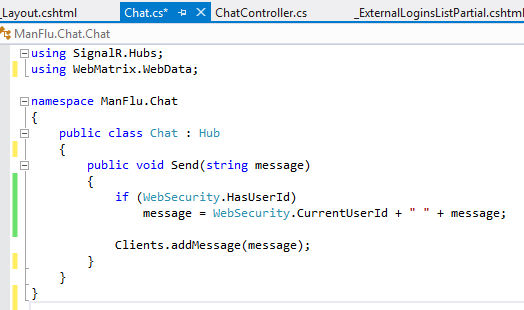 _Layout.cshtml Chat.cs* ChatController.cs _ExternalLoginsListPartial.cshtml
ManFlu.Chat.Chat
using SignalR.Hubs;
using WebMatrix.WebData;
namespace ManFlu.Chat
{
    public class Chat : Hub
    {
        public void Send(string message)
        {
            if (WebSecurity.HasUserId)
                message = WebSecurity.CurrentUserId + " " + message;
            Clients.addMessage(message);
        }
    }
}